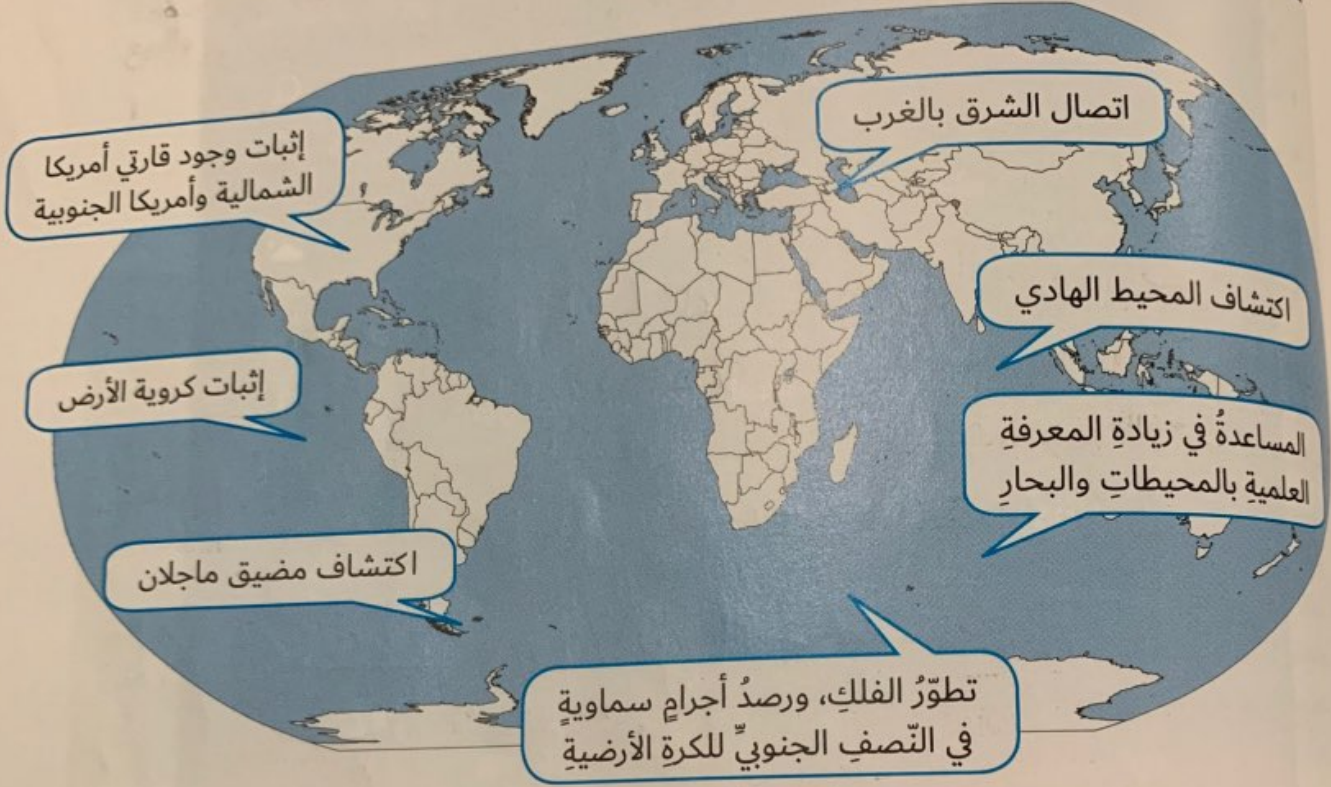 اتصال الشرق بالغرب
إثبات وجود قارتي أمريكا
الشمالية وأمريكا الجنوبية
اكتشاف المحيط الهادي
إثبات كروية الأرض
المساعدةُ في زيادةِ المعرفةِ
العلميةِ بالمحيطاتِ والبحارِ
اكتشاف مضيق ماجلان
تطوّرُ الفلكِ، ورصدُ أجرامٍ سماويةٍ
في النّصفِ الجنوبيِّ للكرةِ الأرضيةِ